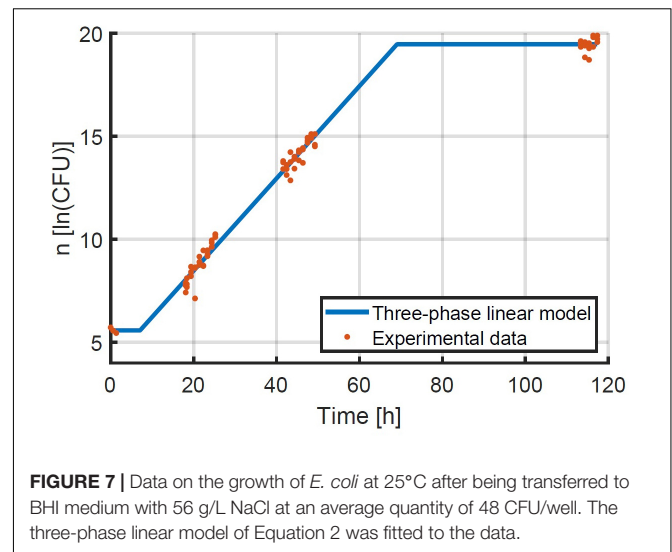 20
15
10
5
n [ln(CFU)]
Three-phase linear model
Experimental data
0 20 40 60 80 100 120
Time [h]
FIGURE 7 | Data on the growth of E. coli at 25°C after being transferred to
BHI medium with 56 g/L NaCl at an average quantity of 48 CFU/well. The
three-phase linear model of Equation 2 was fitted to the data.